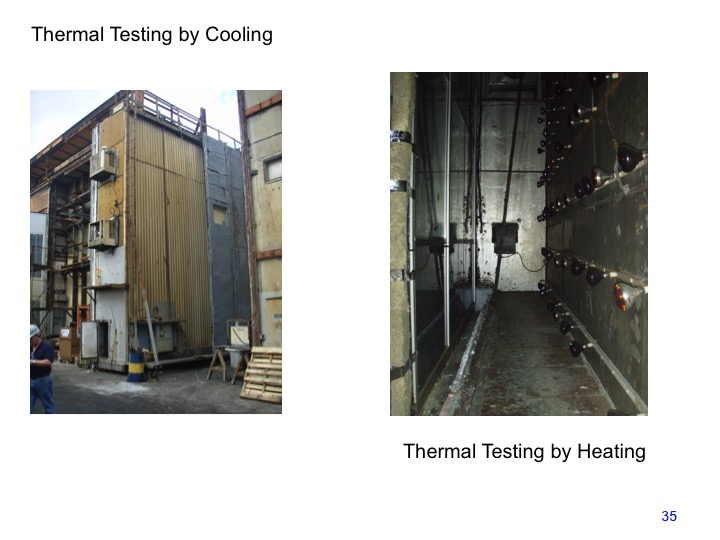 Thermal Testing by Cooling
Thermal Testing by Heating
35